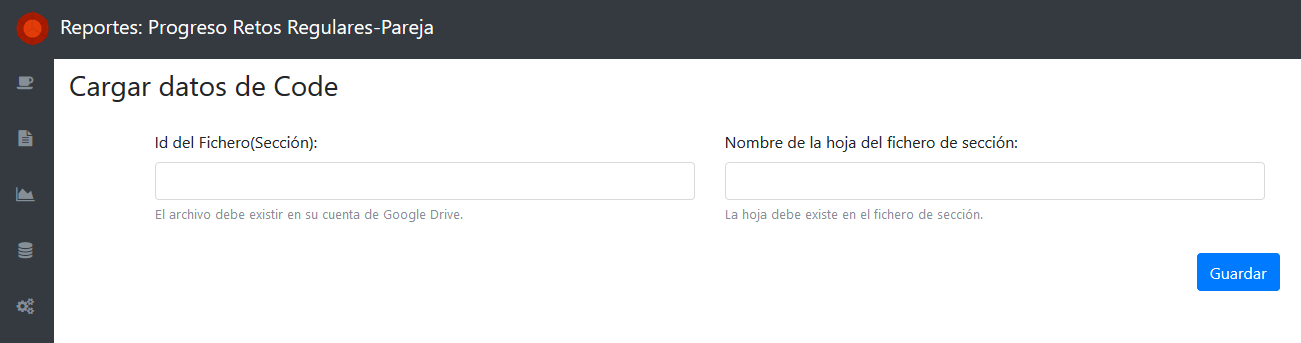 Reportes: Progreso Retos Regulares-Pareja
Cargar datos de Code
Id del Fichero(Sección):
Nombre de la hoja del fichero de sección:
El archivo debe existir en su cuenta de Google Drive.
La hoja debe existe en el fichero de sección.
Guardar